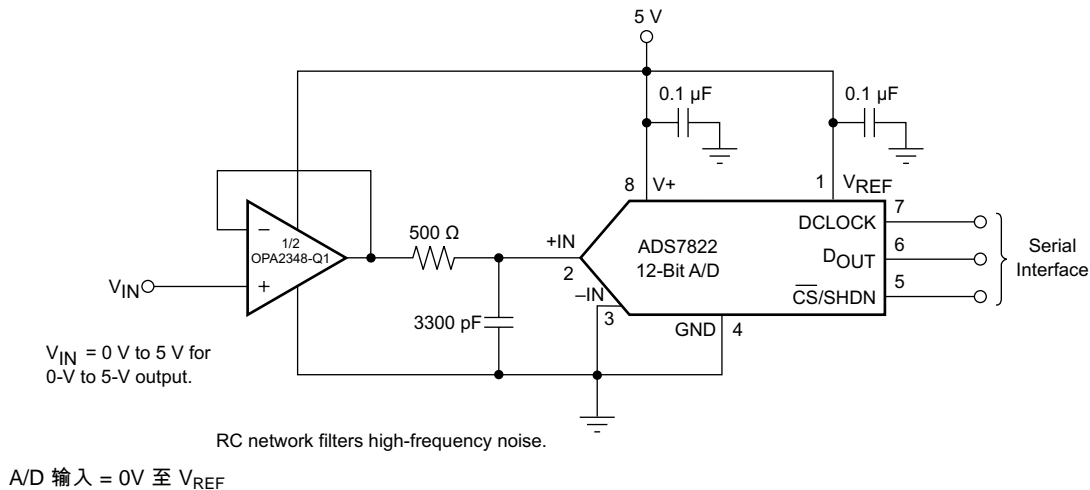 5 V
0.1 µF
0.1 µF
8 V+
1 VREF
DCLOCK 7
−
1/2
OPA2348-Q1
+
500 Ω
+IN
2
ADS7822
12-Bit A/D
DOUT 6
Serial
Interface
VIN
−IN
3
CS/SHDN 5
3300 pF
GND 4
VIN = 0 V to 5 V for
0-V to 5-V output.
RC network filters high-frequency noise.
A/D 输入 = 0V 至 VREF